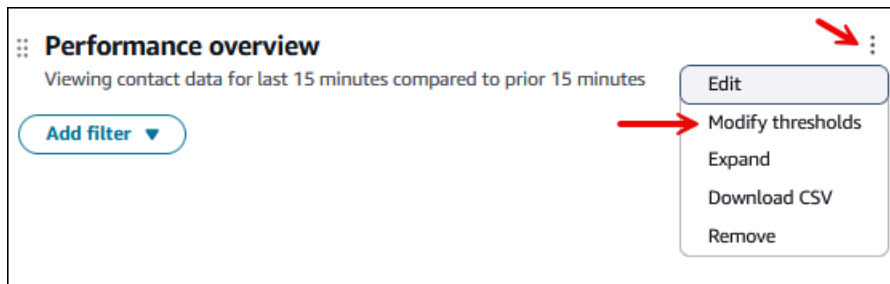 Performance overview
Viewing contact data for last 15 minutes compared to prior 15 minutes
Add filter
Edit
Modify thresholds
Expand
Download CSV
Remove